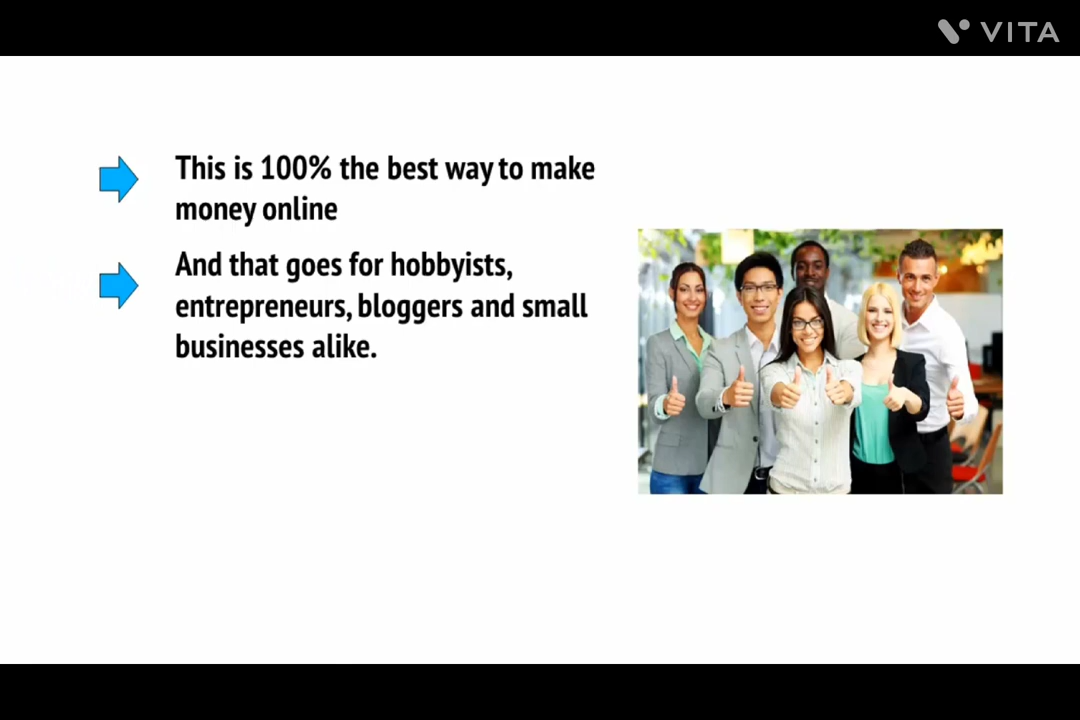 VITA
This is 100% the best way to make
money online
And that goes for hobbyists,
entrepreneurs, bloggers and small
businesses alike.